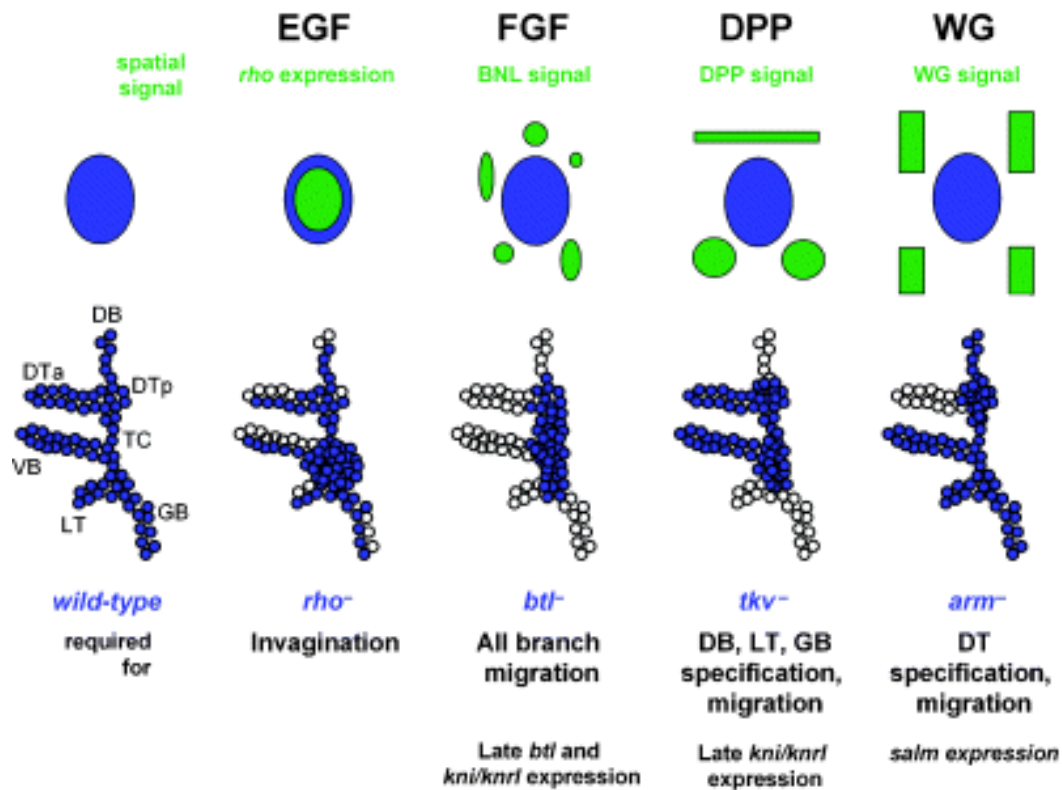 EGF FGF DPP WG
spatial signal
rho expression
BNL signal
DPP signal
WG signal
DB
DTa
DTp
TC
VB
LT
GB
wild-type
rho–
btl–
tkv–
arm–
required for
Invagination
All branch
migration
DB, LT, GB
specification,
migration
DT
specification,
migration
Late btl and
kni/knrl expression
Late kni/knrl
expression
salm expression